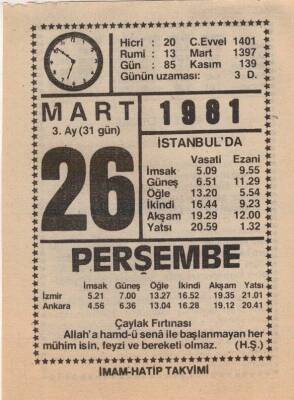 Hicri : 20 C.Evvel 1401
Rumi : 13 Mart 1397
Gün : 85 Kasım 139
Günün uzaması: 3 D.
MART
3. Ay (31 gün)
26
1981
İSTANBUL'DA
Vasati Ezani
İmsak 5.09 9.55
Güneş 6.51 11.29
Öğle 13.20 5.54
İkindi 16.44 9.23
Akşam 19.29 12.00
Yatsı 20.59 1.32
PERŞEMBE
İmsak Güneş Öğle İkindi Akşam Yatsı
İzmir 5.21 7.00 13.27 16.52 19.35 21.01
Ankara 4.56 6.36 13.04 16.28 19.12 20.41
Çaylak Fırtınası
Allah'a hamd-ü senâ ile başlanmayan her
mühim isin, feyzi ve bereketi olmaz. (H.Ş.)
İMAM-HATİP TAKVİMİ